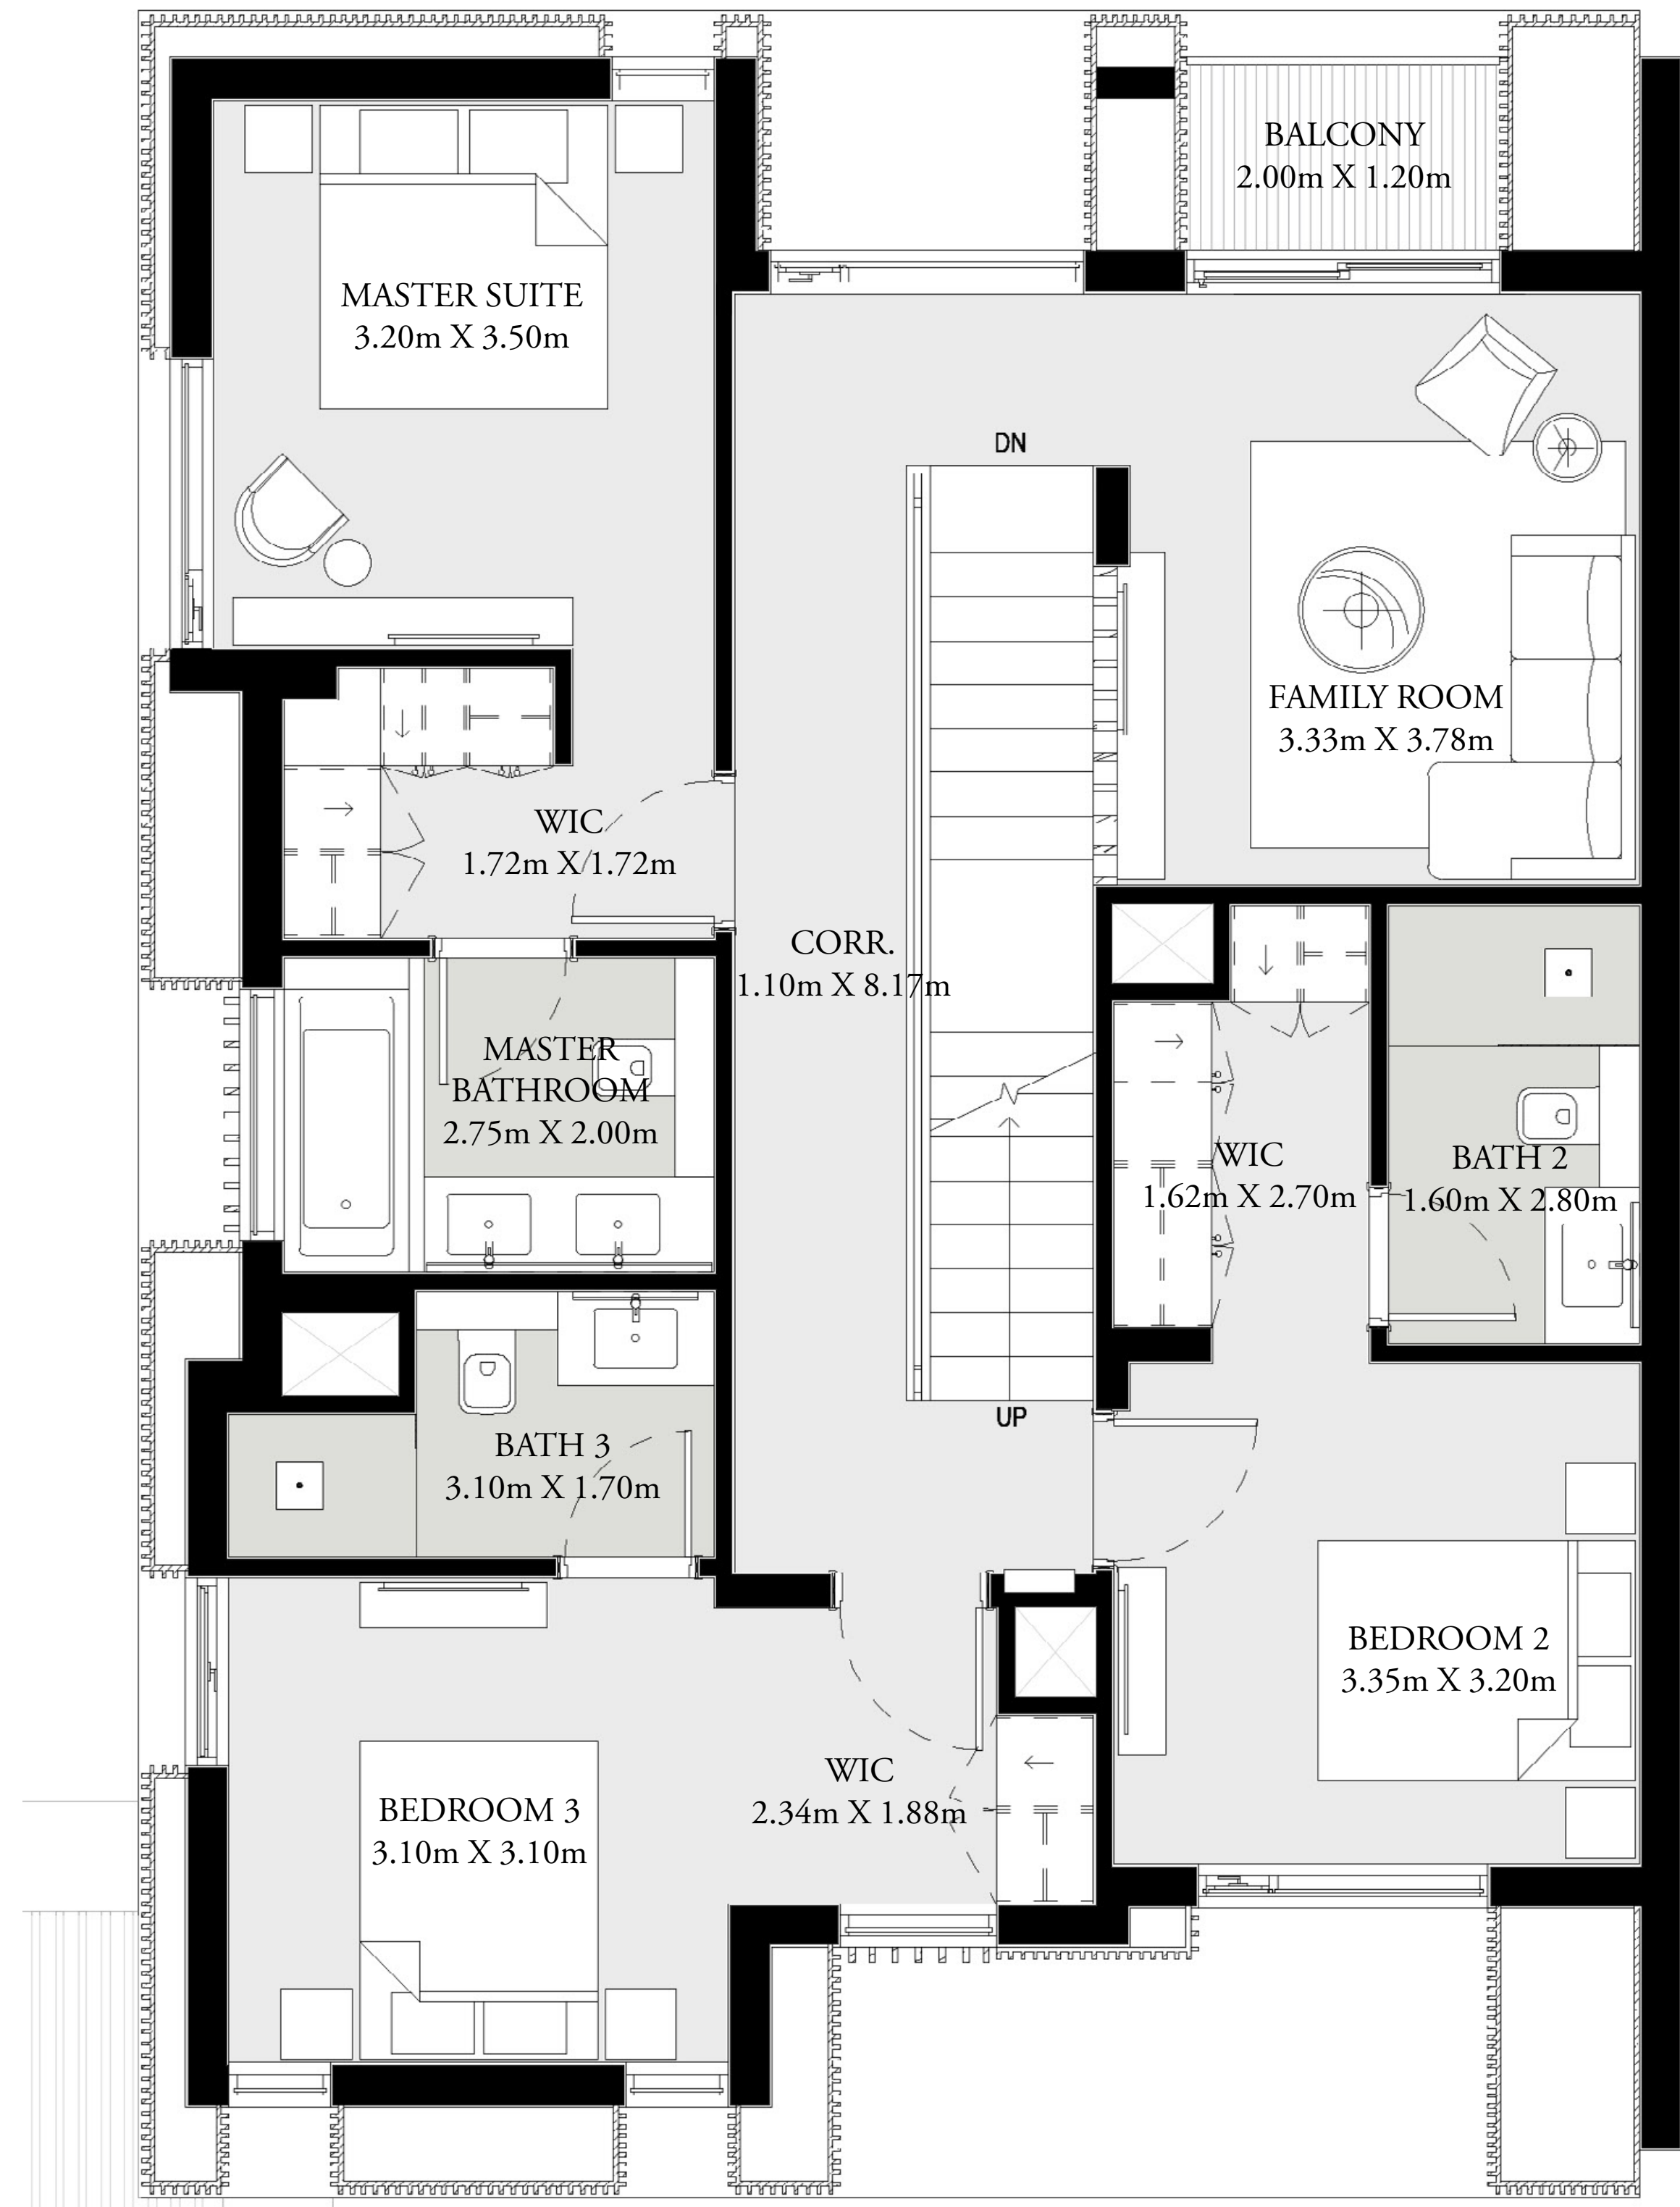 BALCONY
2.00m X 1.20m
MASTER SUITE
3.20m X 3.50m
DN
FAMILY ROOM
3.33m X 3.78m
WIC
1.72m X 1.72m
CORR.
1.10m X 8.17m
MASTER
BATHROOM
2.75m X 2.00m
WIC
1.62m X 2.70m
BATH 2
1.60m X 2.80m
UP
BATH 3
3.10m X 1.70m
BEDROOM 2
3.35m X 3.20m
WIC
2.34m X 1.88m
BEDROOM 3
3.10m X 3.10m